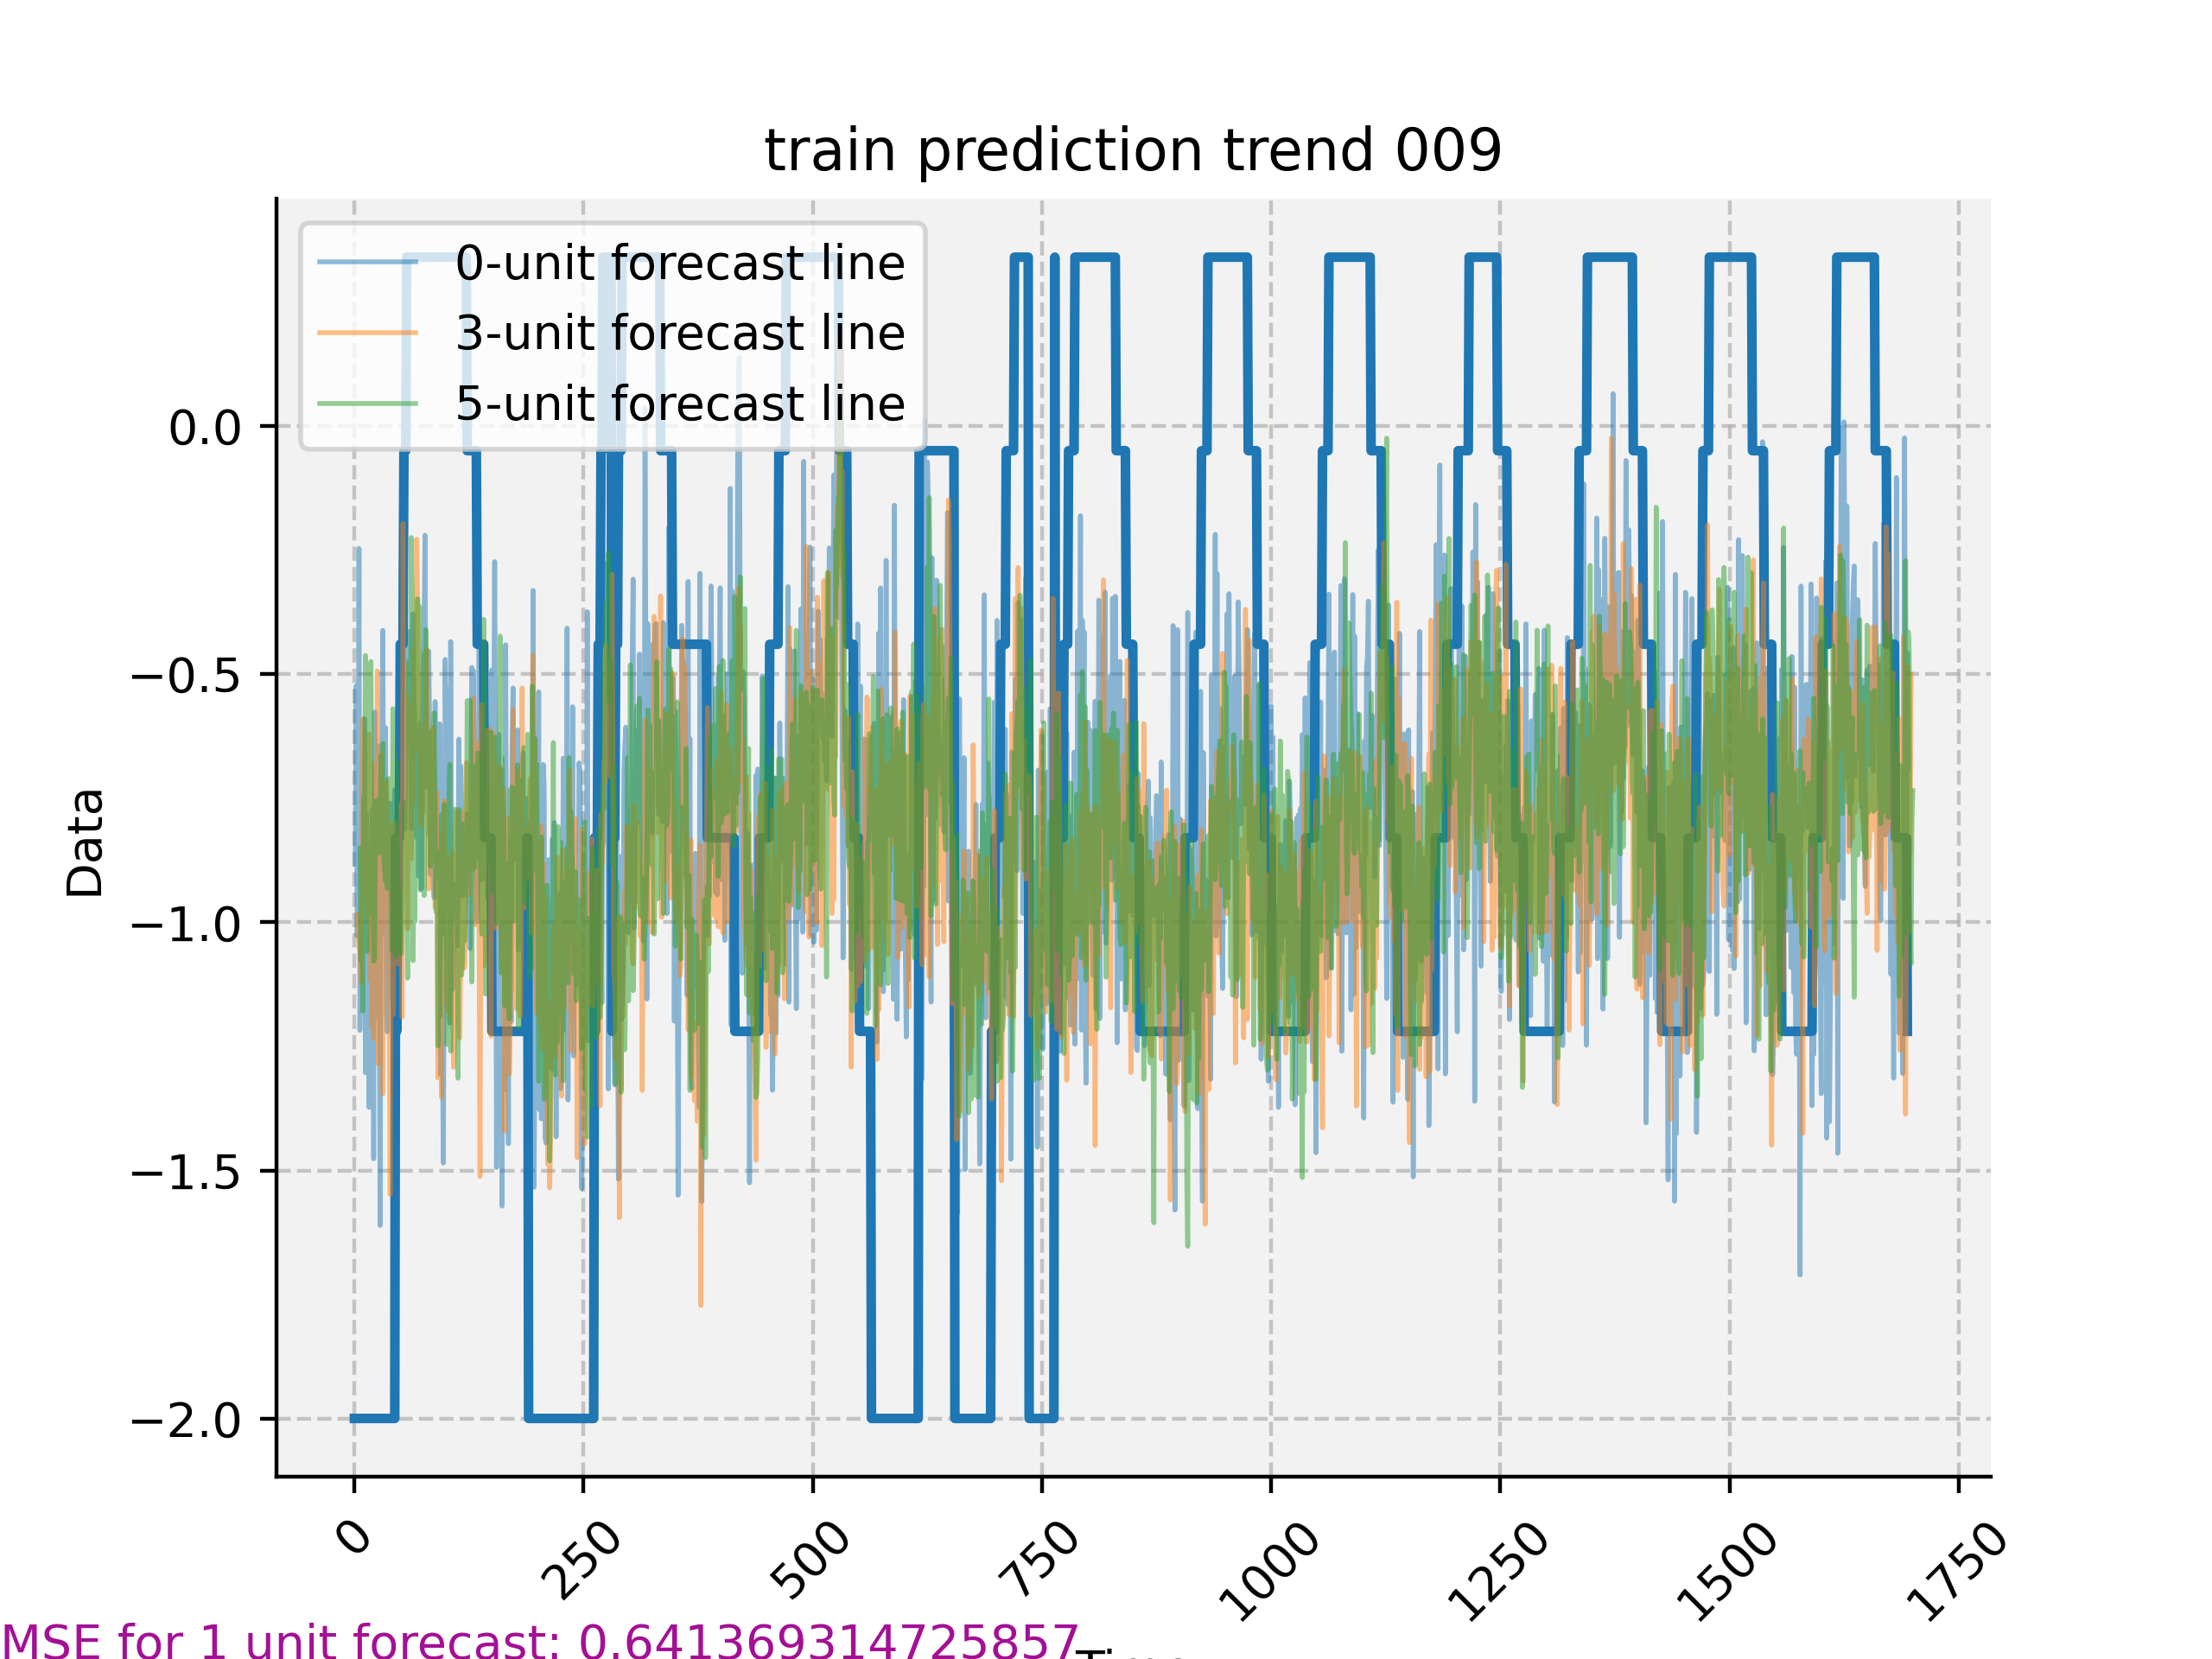 train prediction trend 009
0-unit forecast line
3-unit forecast line
5-unit forecast line
Data
0.0
−0.5
−1.0
−1.5
−2.0
0
250
500
750
1000
1250
1500
1750
MSE for 1 unit forecast: 0.641369314725857
Time